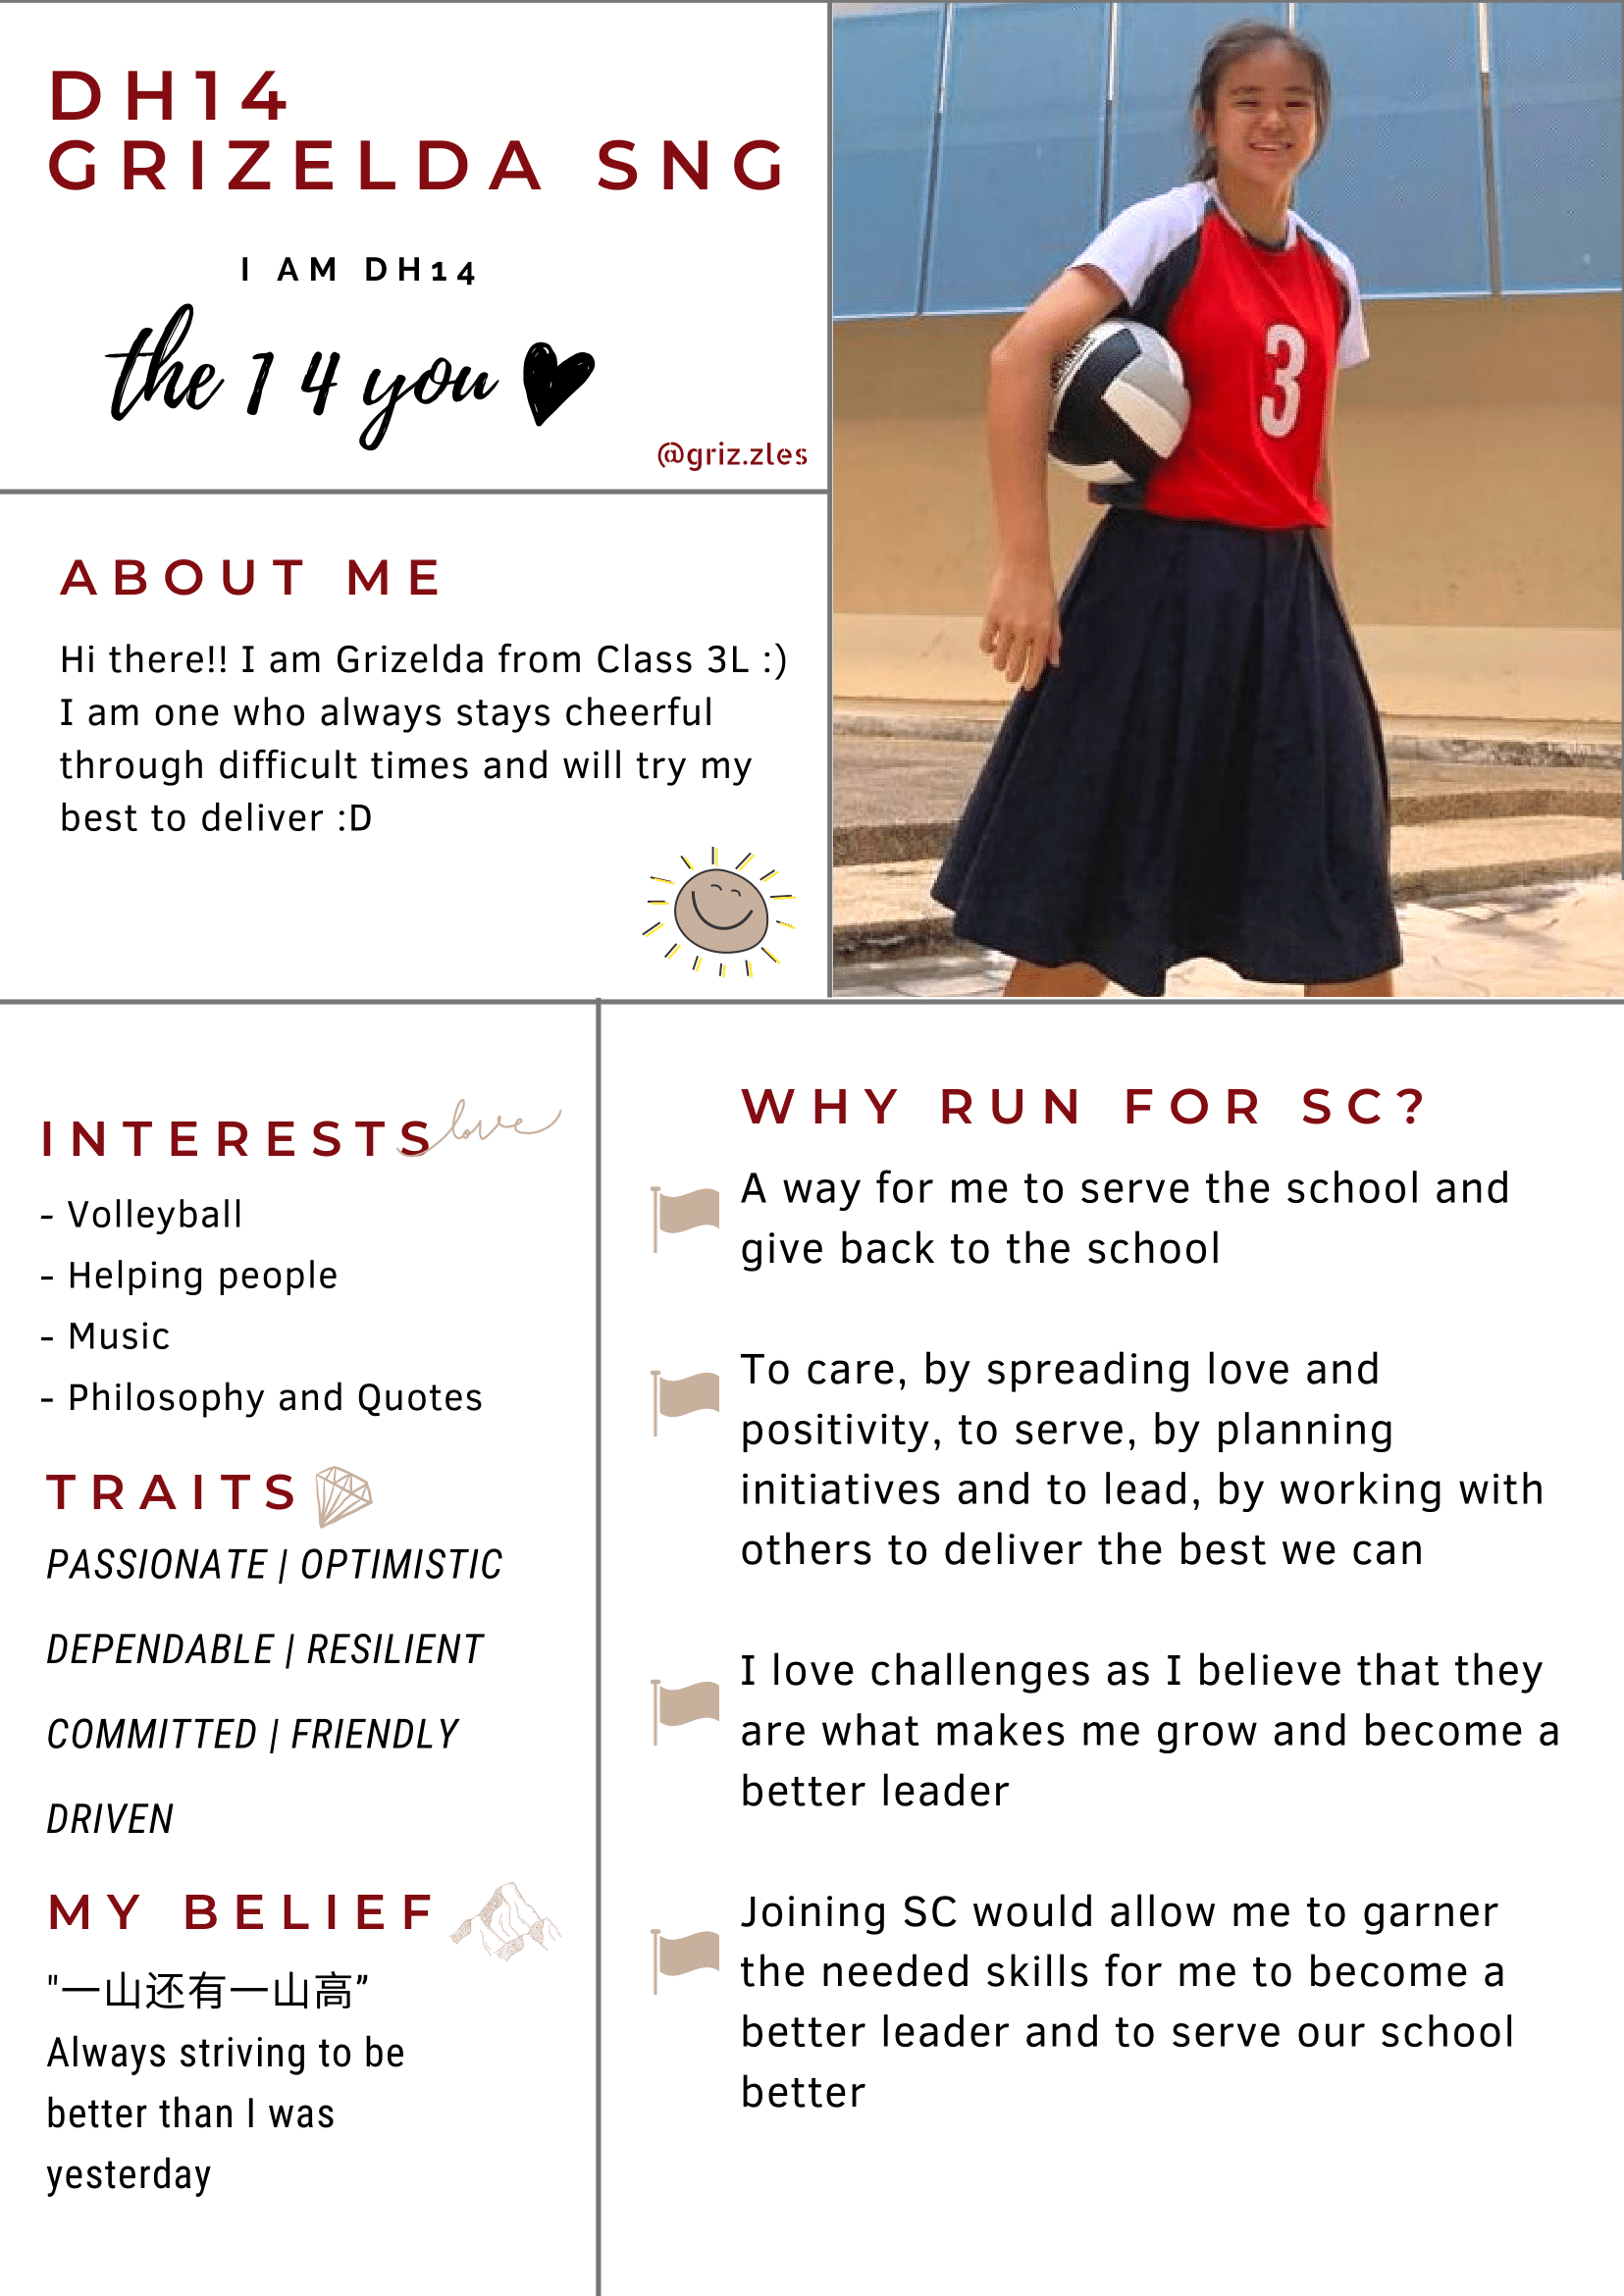 DH14
GRIZELDA SNG
I AM DH14
the 14 you
@griz.zles
ABOUT ME
Hi there!! I am Grizelda from Class 3L :)
I am one who always stays cheerful
through difficult times and will try my
best to deliver :D
3
INTERESTS
love
- Volleyball
- Helping people
- Music
- Philosophy and Quotes
TRAITS
PASSIONATE | OPTIMISTIC
DEPENDABLE | RESILIENT
COMMITTED | FRIENDLY
DRIVEN
MY BELIEF
"一山还有一山高”
Always striving to be
better than I was
yesterday
WHY RUN FOR SC?
A way for me to serve the school and
give back to the school
To care, by spreading love and
positivity, to serve, by planning
initiatives and to lead, by working with
others to deliver the best we can
I love challenges as I believe that they
are what makes me grow and become a
better leader
Joining SC would allow me to garner
the needed skills for me to become a
better leader and to serve our school
better